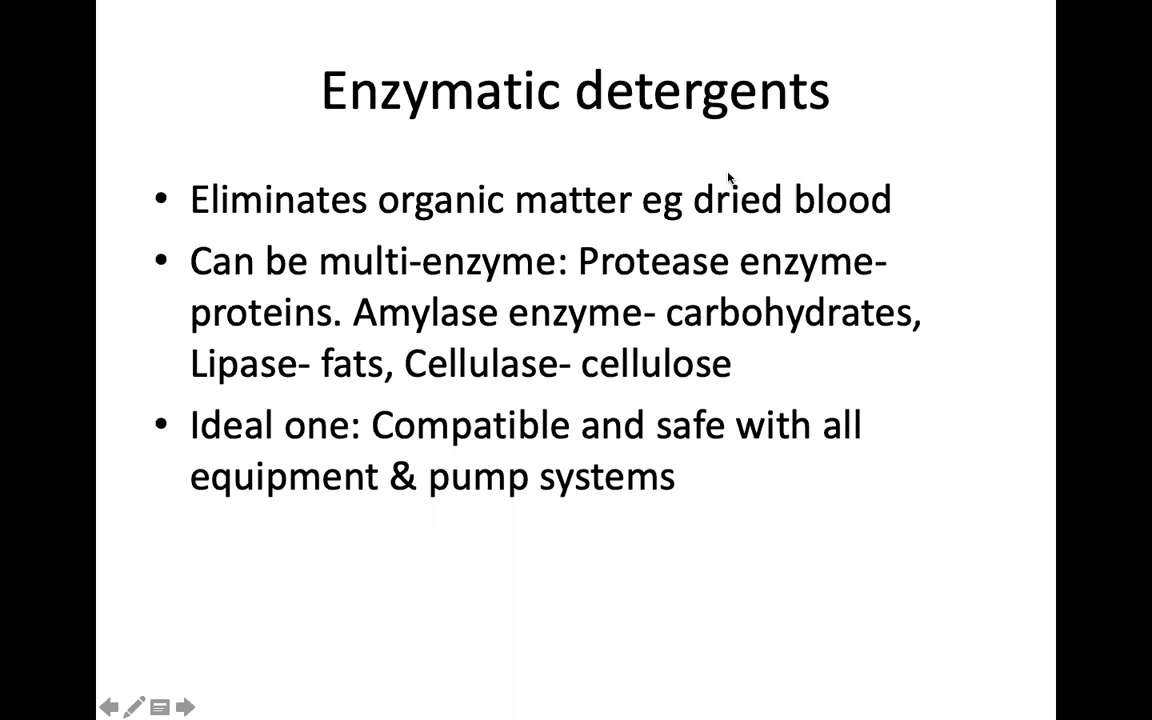 Enzymatic detergents
• Eliminates organic matter eg dried blood
• Can be multi-enzyme: Protease enzyme-
proteins. Amylase enzyme- carbohydrates,
Lipase- fats, Cellulase- cellulose
• Ideal one: Compatible and safe with all
equipment & pump systems